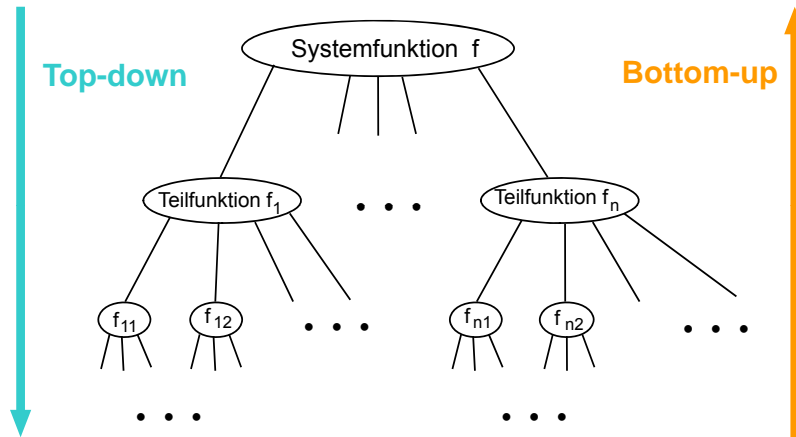 Systemfunktion f
Top-down
Bottom-up
Teilfunktion f1
. . .
Teilfunktion fn
f11
f12
. . .
fn1
fn2
. . .
. . .
. . .